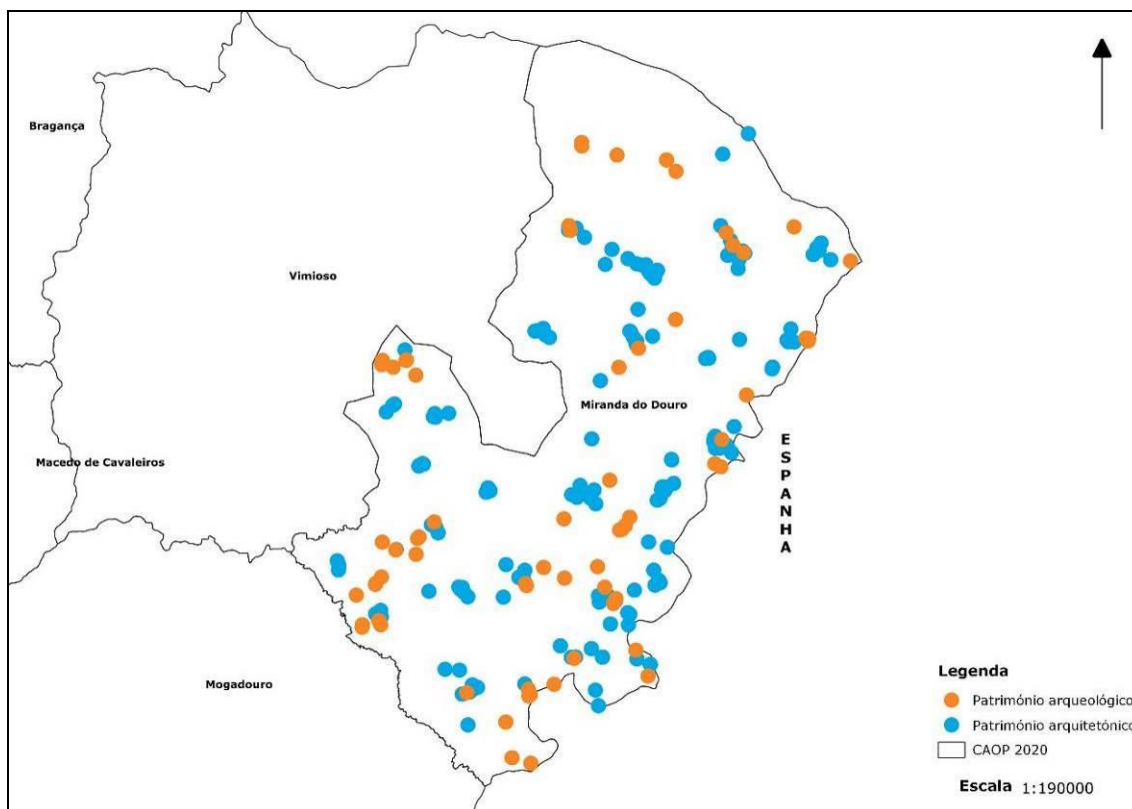 Bragança
Vimioso
Miranda do Douro
Macedo de Cavaleiros
ESPANHA
Mogadouro
Legenda
Património arqueológico
Património arquitetónico
CAOP 2020
Escala 1:190000